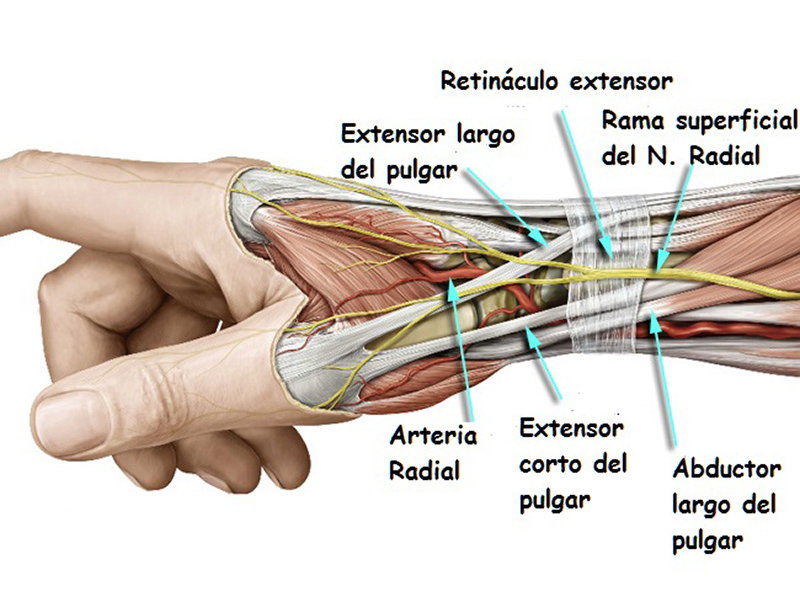 Retináculo extensor
Extensor largo
del pulgar
Rama superficial
del N. Radial
Arteria
Radial
Extensor
corto del
pulgar
Abductor
largo del
pulgar